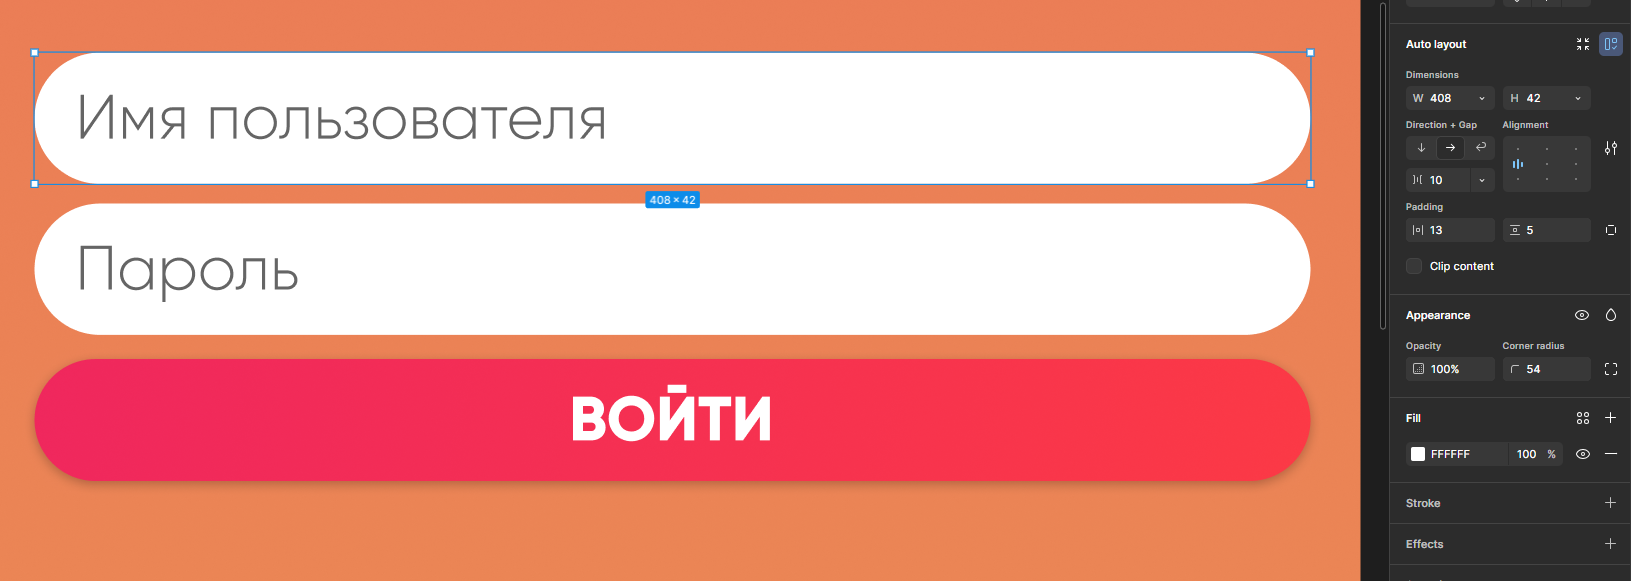 Имя пользователя
408 × 42
Пароль
ВОЙТИ
Auto layout
Dimensions
W 408
H 42
Direction + Gap
Alignment
10
Padding
13
5
Clip content
Appearance
Opacity
Corner radius
100%
54
Fill
FFFFFF
100 %
Stroke
Effects